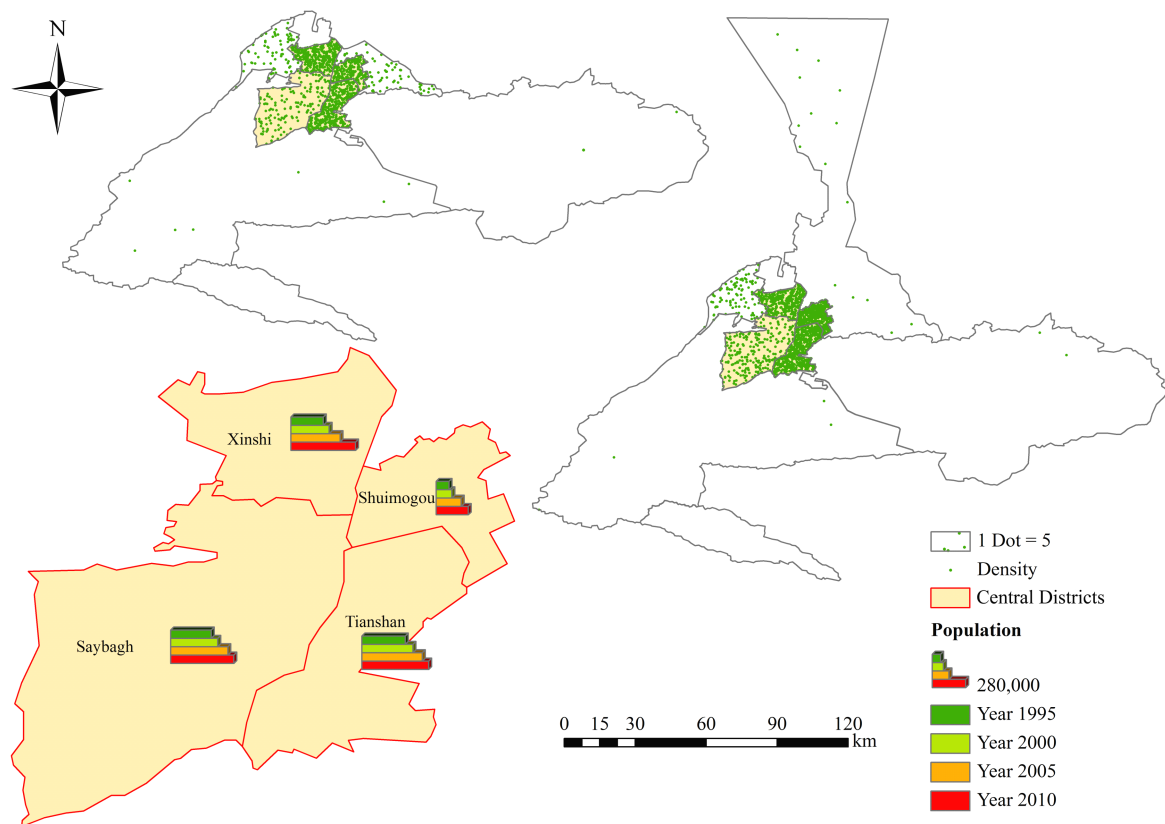 N
Xinshi
Shuimogou
Tianshan
Saybagh
1 Dot = 5
Density
Central Districts
Population
280,000
Year 1995
Year 2000
Year 2005
Year 2010
0 15 30 60 90 120
km